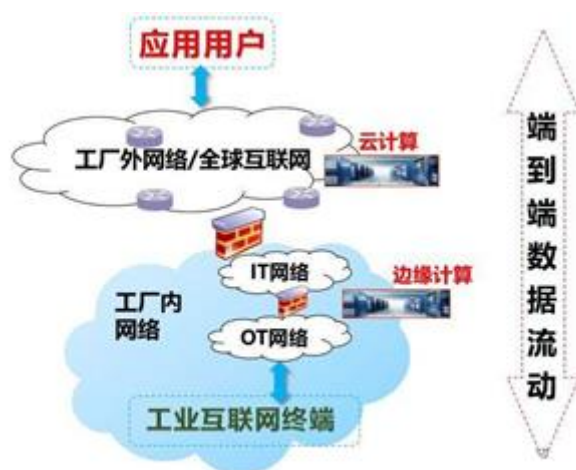 应用用户
工厂外网络/全球互联网
云计算
IT网络
边缘计算
工厂内
网络
OT网络
工业互联网终端
端到端数据流动